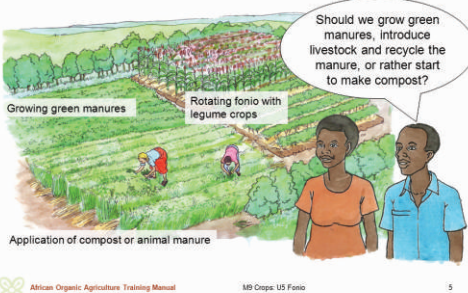 Should we grow green
manures, introduce
livestock and recycle the
manure, or rather start
to make compost?
Growing green manures
Rotating fonio with
legume crops
Application of compost or animal manure
African Organic Agriculture Training Manual
M9 Crops: U5 Fonio
5